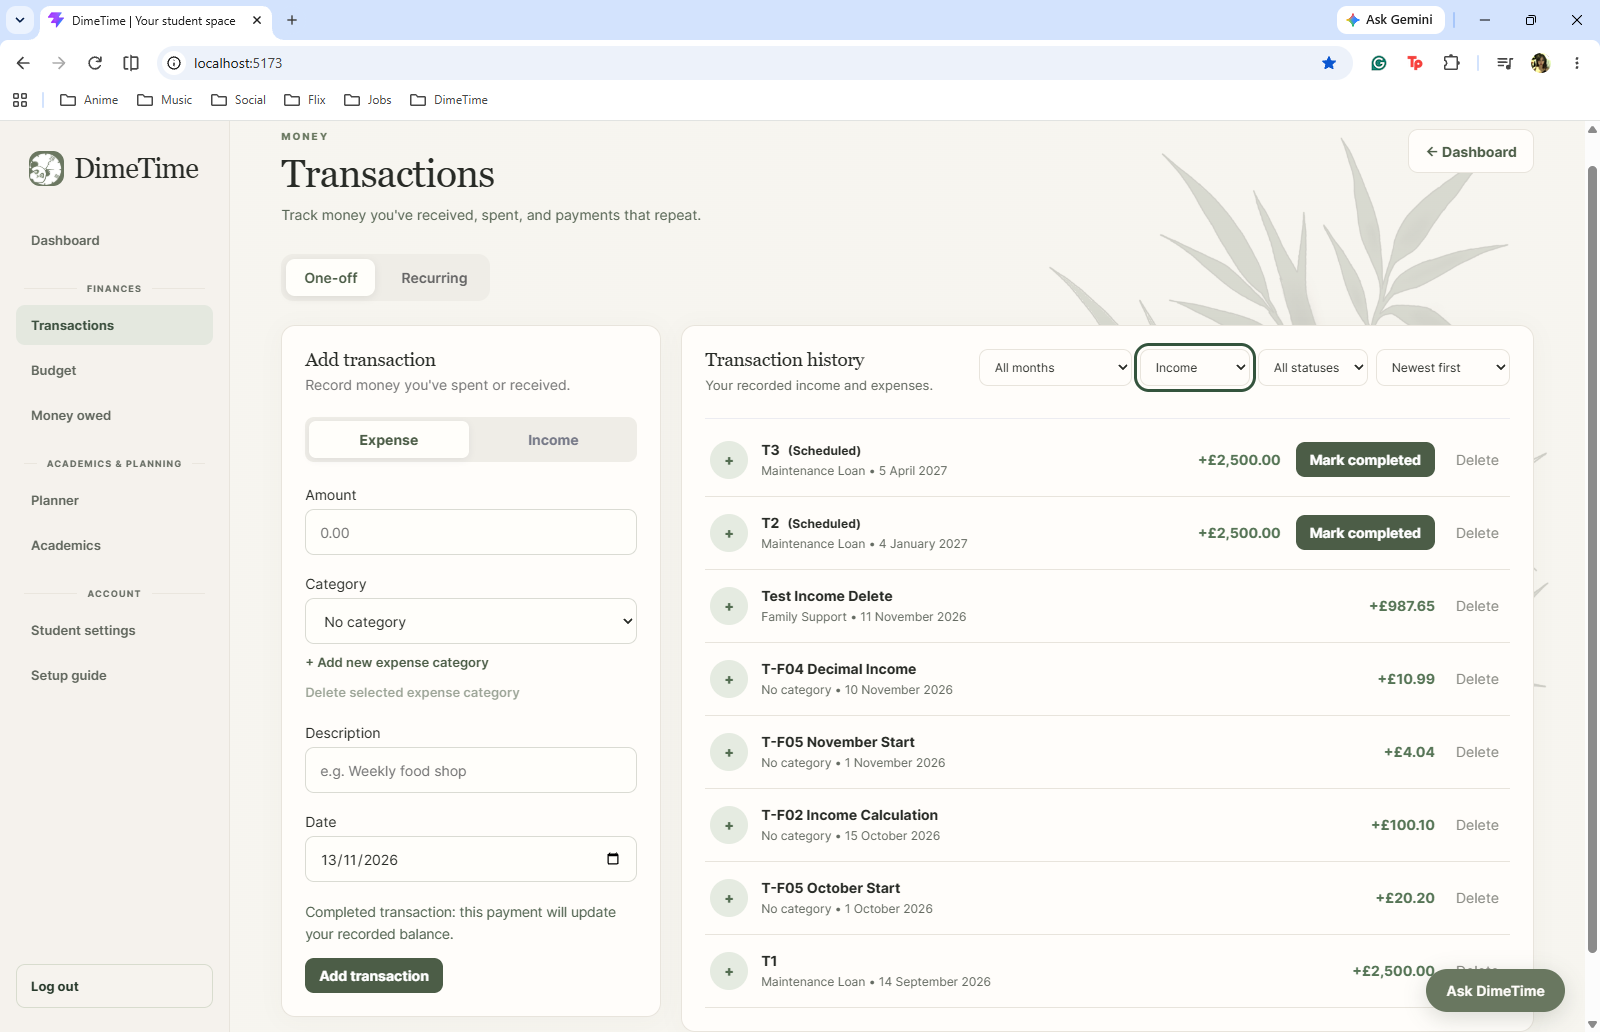 DimeTime | Your student space
Ask Gemini
localhost:5173
Anime
Music
Social
Flix
Jobs
DimeTime
DimeTime
Dashboard
FINANCES
Transactions
Budget
Money owed
ACADEMICS & PLANNING
Planner
Academics
ACCOUNT
Student settings
Setup guide
Log out
MONEY
Transactions
Track money you've received, spent, and payments that repeat.
← Dashboard
One-off
Recurring
Add transaction
Record money you've spent or received.
Expense
Income
Amount
0.00
Category
No category
+ Add new expense category
Delete selected expense category
Description
e.g. Weekly food shop
Date
13/11/2026
Completed transaction: this payment will update
your recorded balance.
Add transaction
Transaction history
Your recorded income and expenses.
All months
Income
All statuses
Newest first
+ T3 (Scheduled)
Maintenance Loan • 5 April 2027
+£2,500.00 Mark completed Delete
+ T2 (Scheduled)
Maintenance Loan • 4 January 2027
+£2,500.00 Mark completed Delete
+ Test Income Delete
Family Support • 11 November 2026
+£987.65 Delete
+ T-F04 Decimal Income
No category • 10 November 2026
+£10.99 Delete
+ T-F05 November Start
No category • 1 November 2026
+£4.04 Delete
+ T-F02 Income Calculation
No category • 15 October 2026
+£100.10 Delete
+ T-F05 October Start
No category • 1 October 2026
+£20.20 Delete
+ T1
Maintenance Loan • 14 September 2026
+£2,500.00 Delete
Ask DimeTime